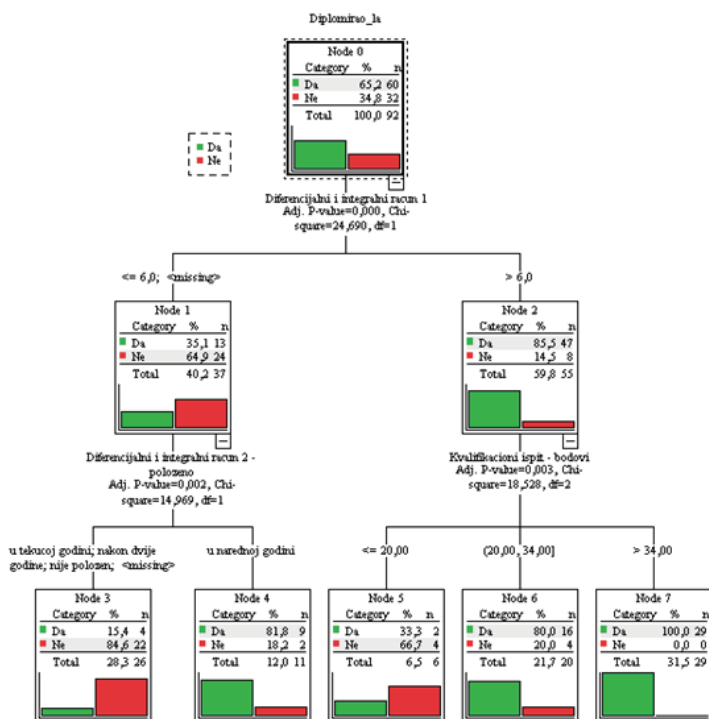 Diplomirao_la
Node 0
Category % n
Da 65,2 60
Ne 34,8 32
Total 100,0 92
Da
Ne
Diferencijalni i integralni racun 1
Adj. P-value=0,000, Chi-
square=24,690, df=1
<= 6,0; <missing>
> 6,0
Node 1
Category % n
Da 35,1 13
Ne 64,9 24
Total 40,2 37
Node 2
Category % n
Da 85,5 47
Ne 14,5 8
Total 59,8 55
Diferencijalni i integralni racun 2 -
polozeno
Adj. P-value=0,002, Chi-
square=14,969, df=1
Kvalifikacioni ispit - bodovi
Adj. P-value=0,003, Chi-
square=18,528, df=2
u tekucoj godini; nakon dvije
godine; nije polozen; <missing>
u narednoj godini
<= 20,00
(20,00, 34,00]
> 34,00
Node 3
Category % n
Da 15,4 4
Ne 84,6 22
Total 28,3 26
Node 4
Category % n
Da 81,8 9
Ne 18,2 2
Total 12,0 11
Node 5
Category % n
Da 33,3 2
Ne 66,7 4
Total 6,5 6
Node 6
Category % n
Da 80,0 16
Ne 20,0 4
Total 21,7 20
Node 7
Category % n
Da 100,0 29
Ne 0,0 0
Total 31,5 29